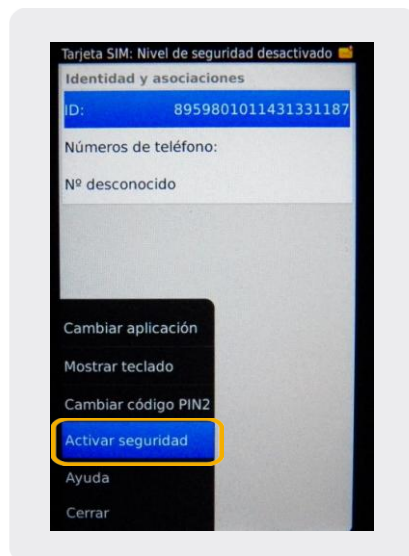 Tarjeta SIM: Nivel de seguridad desactivado
Identidad y asociaciones
ID: 8959801011431331187
Números de teléfono:
Nº desconocido
Cambiar aplicación
Mostrar teclado
Cambiar código PIN2
Activar seguridad
Ayuda
Cerrar